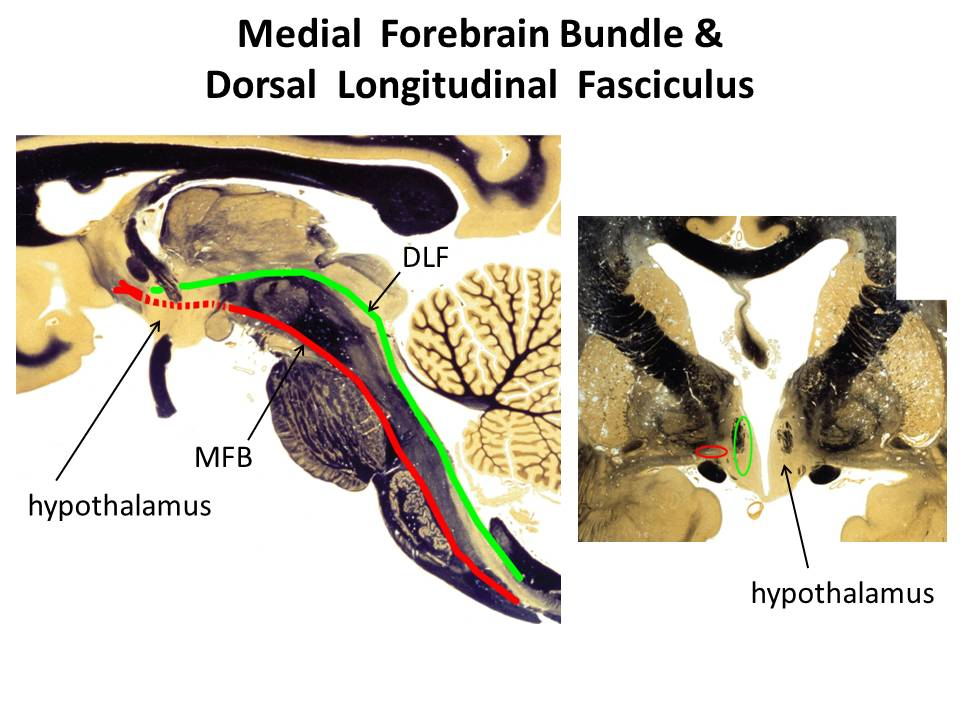 Medial Forebrain Bundle &
Dorsal Longitudinal Fasciculus
DLF
MFB
hypothalamus
hypothalamus